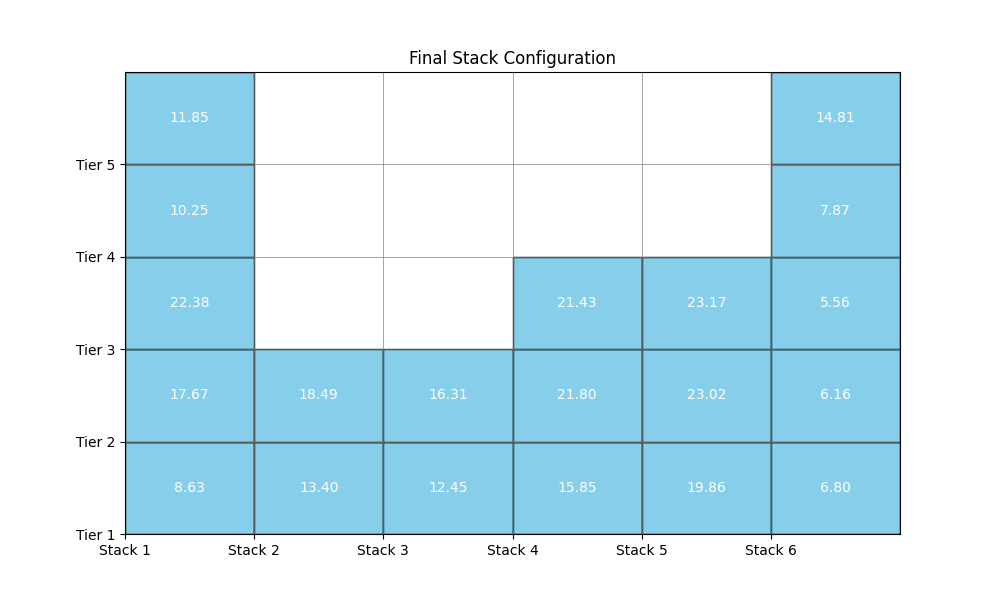 Final Stack Configuration
11.85 14.81
Tier 5
10.25 7.87
Tier 4
22.38 21.43 23.17 5.56
Tier 3
17.67 18.49 16.31 21.80 23.02 6.16
Tier 2
8.63 13.40 12.45 15.85 19.86 6.80
Tier 1
Stack 1 Stack 2 Stack 3 Stack 4 Stack 5 Stack 6